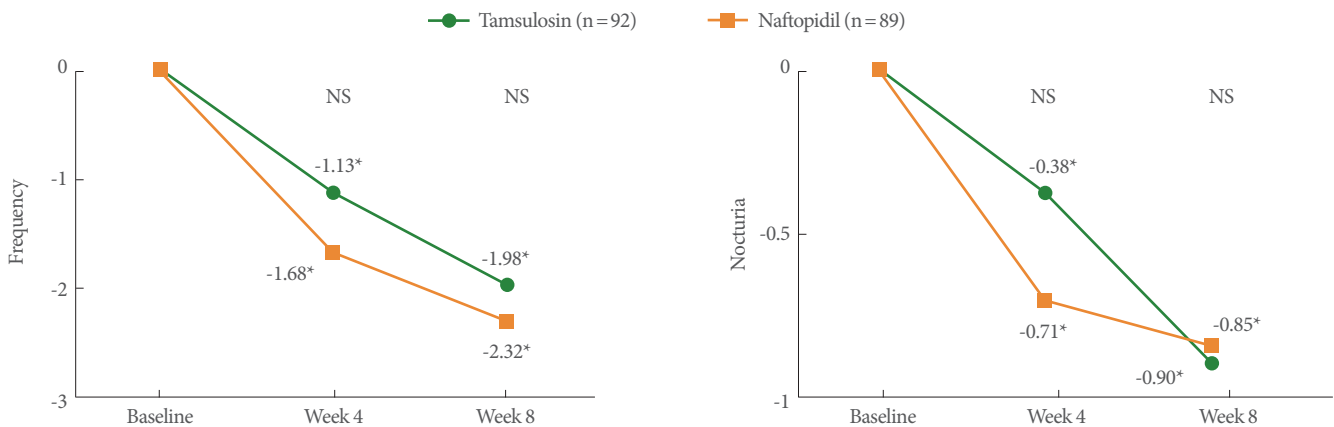 Tamsulosin (n=92) Naftopidil (n=89)
Frequency
0
-1
-2
-3
NS NS
-1.13*
-1.68*
-1.98*
-2.32*
Baseline Week 4 Week 8
Nocturia
0
-0.5
-1
NS NS
-0.38*
-0.71*
-0.85*
-0.90*
Baseline Week 4 Week 8